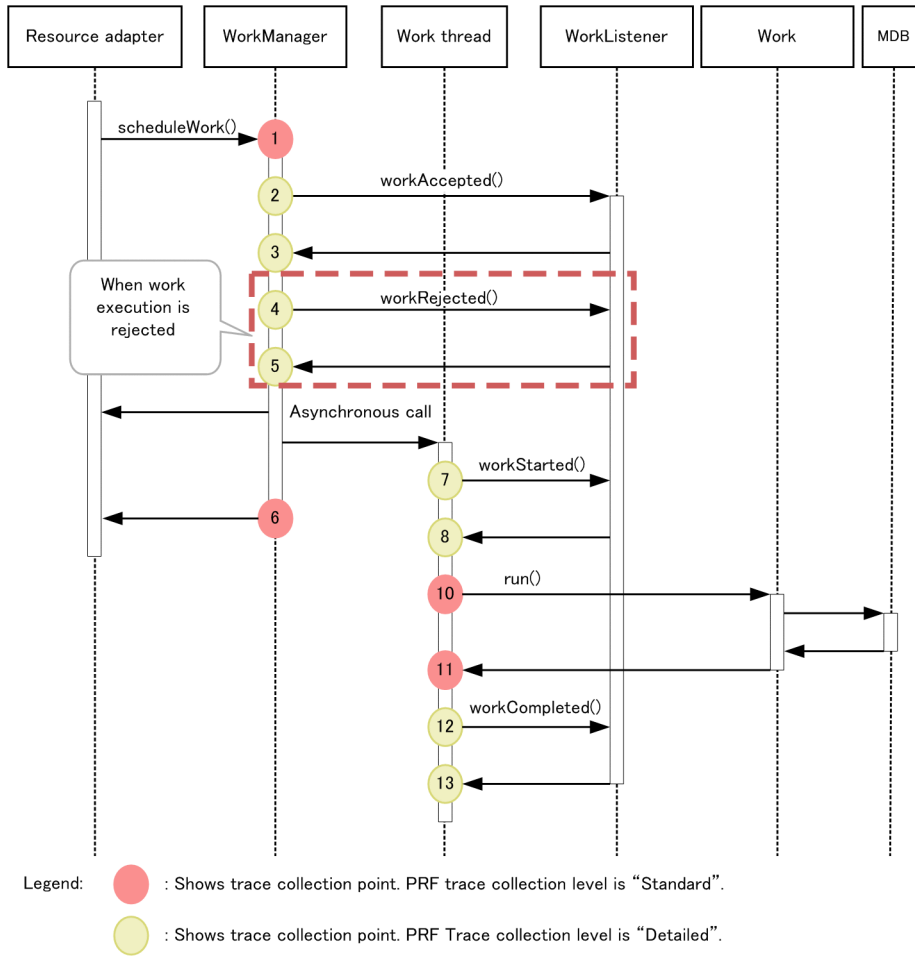 Resource adapter
WorkManager
Work thread
WorkListener
Work
MDB
scheduleWork()
1
2
workAccepted()
3
When work
execution is
rejected
4
workRejected()
5
Asynchronous call
7
workStarted()
6
8
10
run()
11
12
workCompleted()
13
Legend:
: Shows trace collection point. PRF trace collection level is “Standard”.
: Shows trace collection point. PRF Trace collection level is “Detailed”.